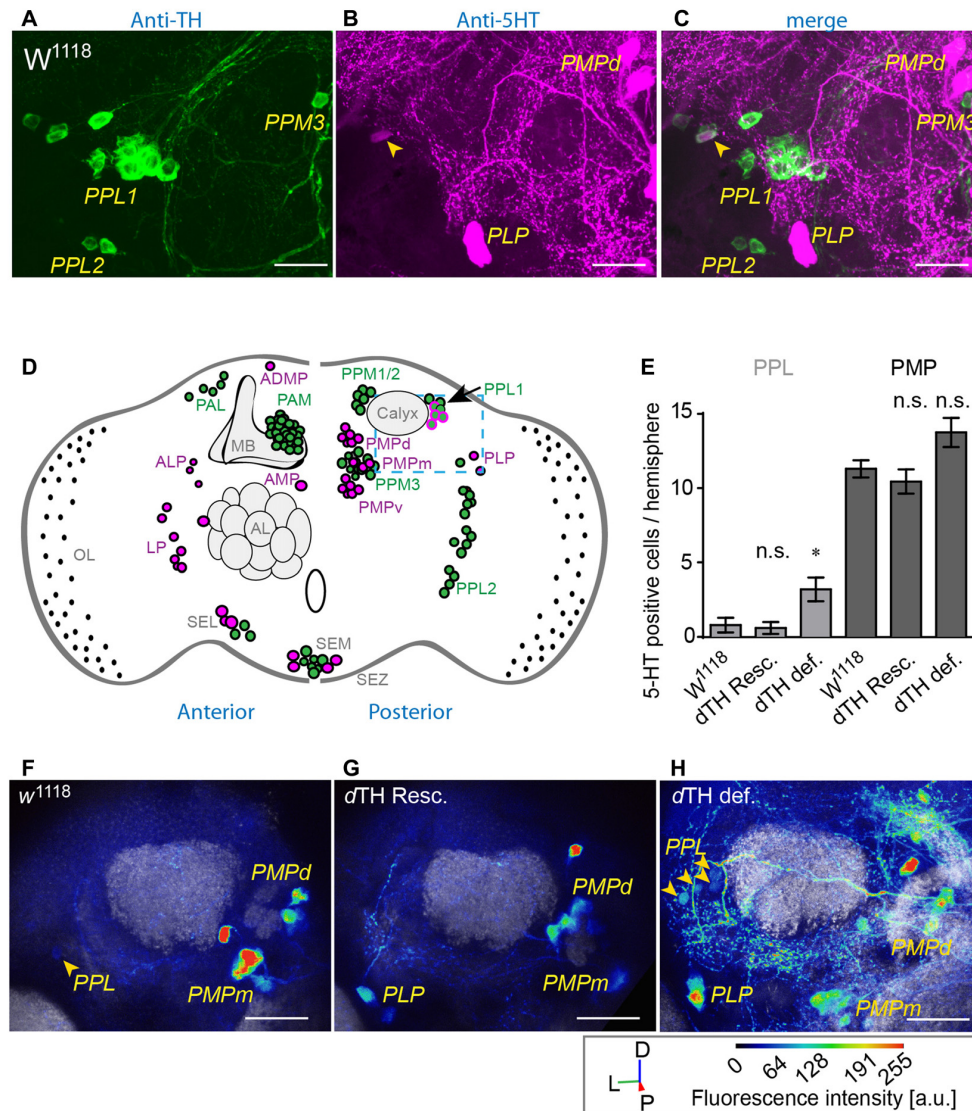 A Anti-TH B Anti-5HT C merge
W1118
PMPd PMPd
PPM3 PPM3
PPL1 PPL1
PLP PLP
PPL2 PPL2
D
ADMP PPM1/2
PAL PAM PPL1
Calyx
MB
PMPd
ALP PMPm PLP
AMP PPM3
PMPv
OL LP AL
PPL2
SEL
SEM
SEZ
Anterior Posterior
E PPL PMP
n.s. n.s.
15
10
n.s. *
5
0
5-HT positive cells / hemisphere
W1118 dTH Resc. dTH def. W1118 dTH Resc. dTH def.
F G H
w1118 dTH Resc. dTH def.
PMPd PMPd PPL
PMPd
PPL PMPm PLP PMPm PLP PMPm
D
L P
0 64 128 191 255
Fluorescence intensity [a.u.]